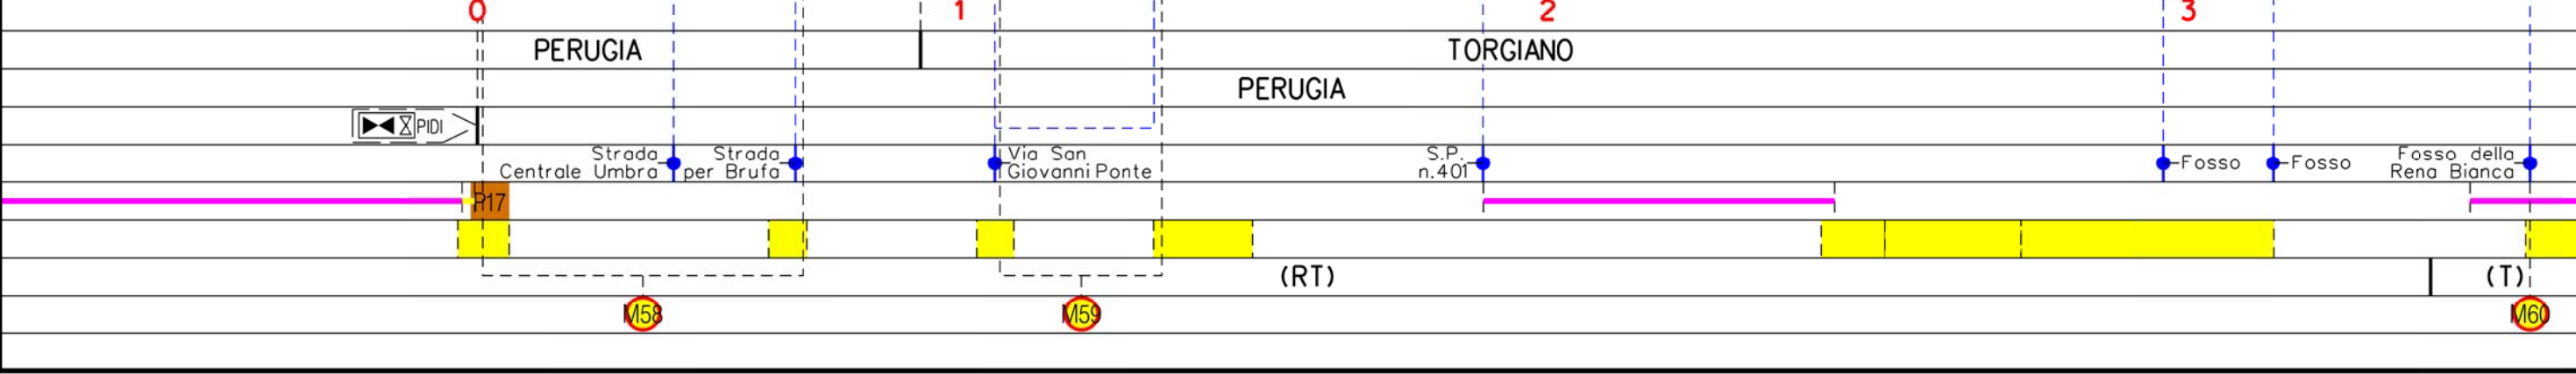 0 1 2 3
PERUGIA TORGIANO
PERUGIA
PIDI
Strada
Centrale Umbra
Strada
per Brufa
Via San
Giovanni Ponte
S.P.
n.401
Fosso
Fosso
Fosso della
Rena Bianca
P17
(RT) (T)
M58 M59 M60